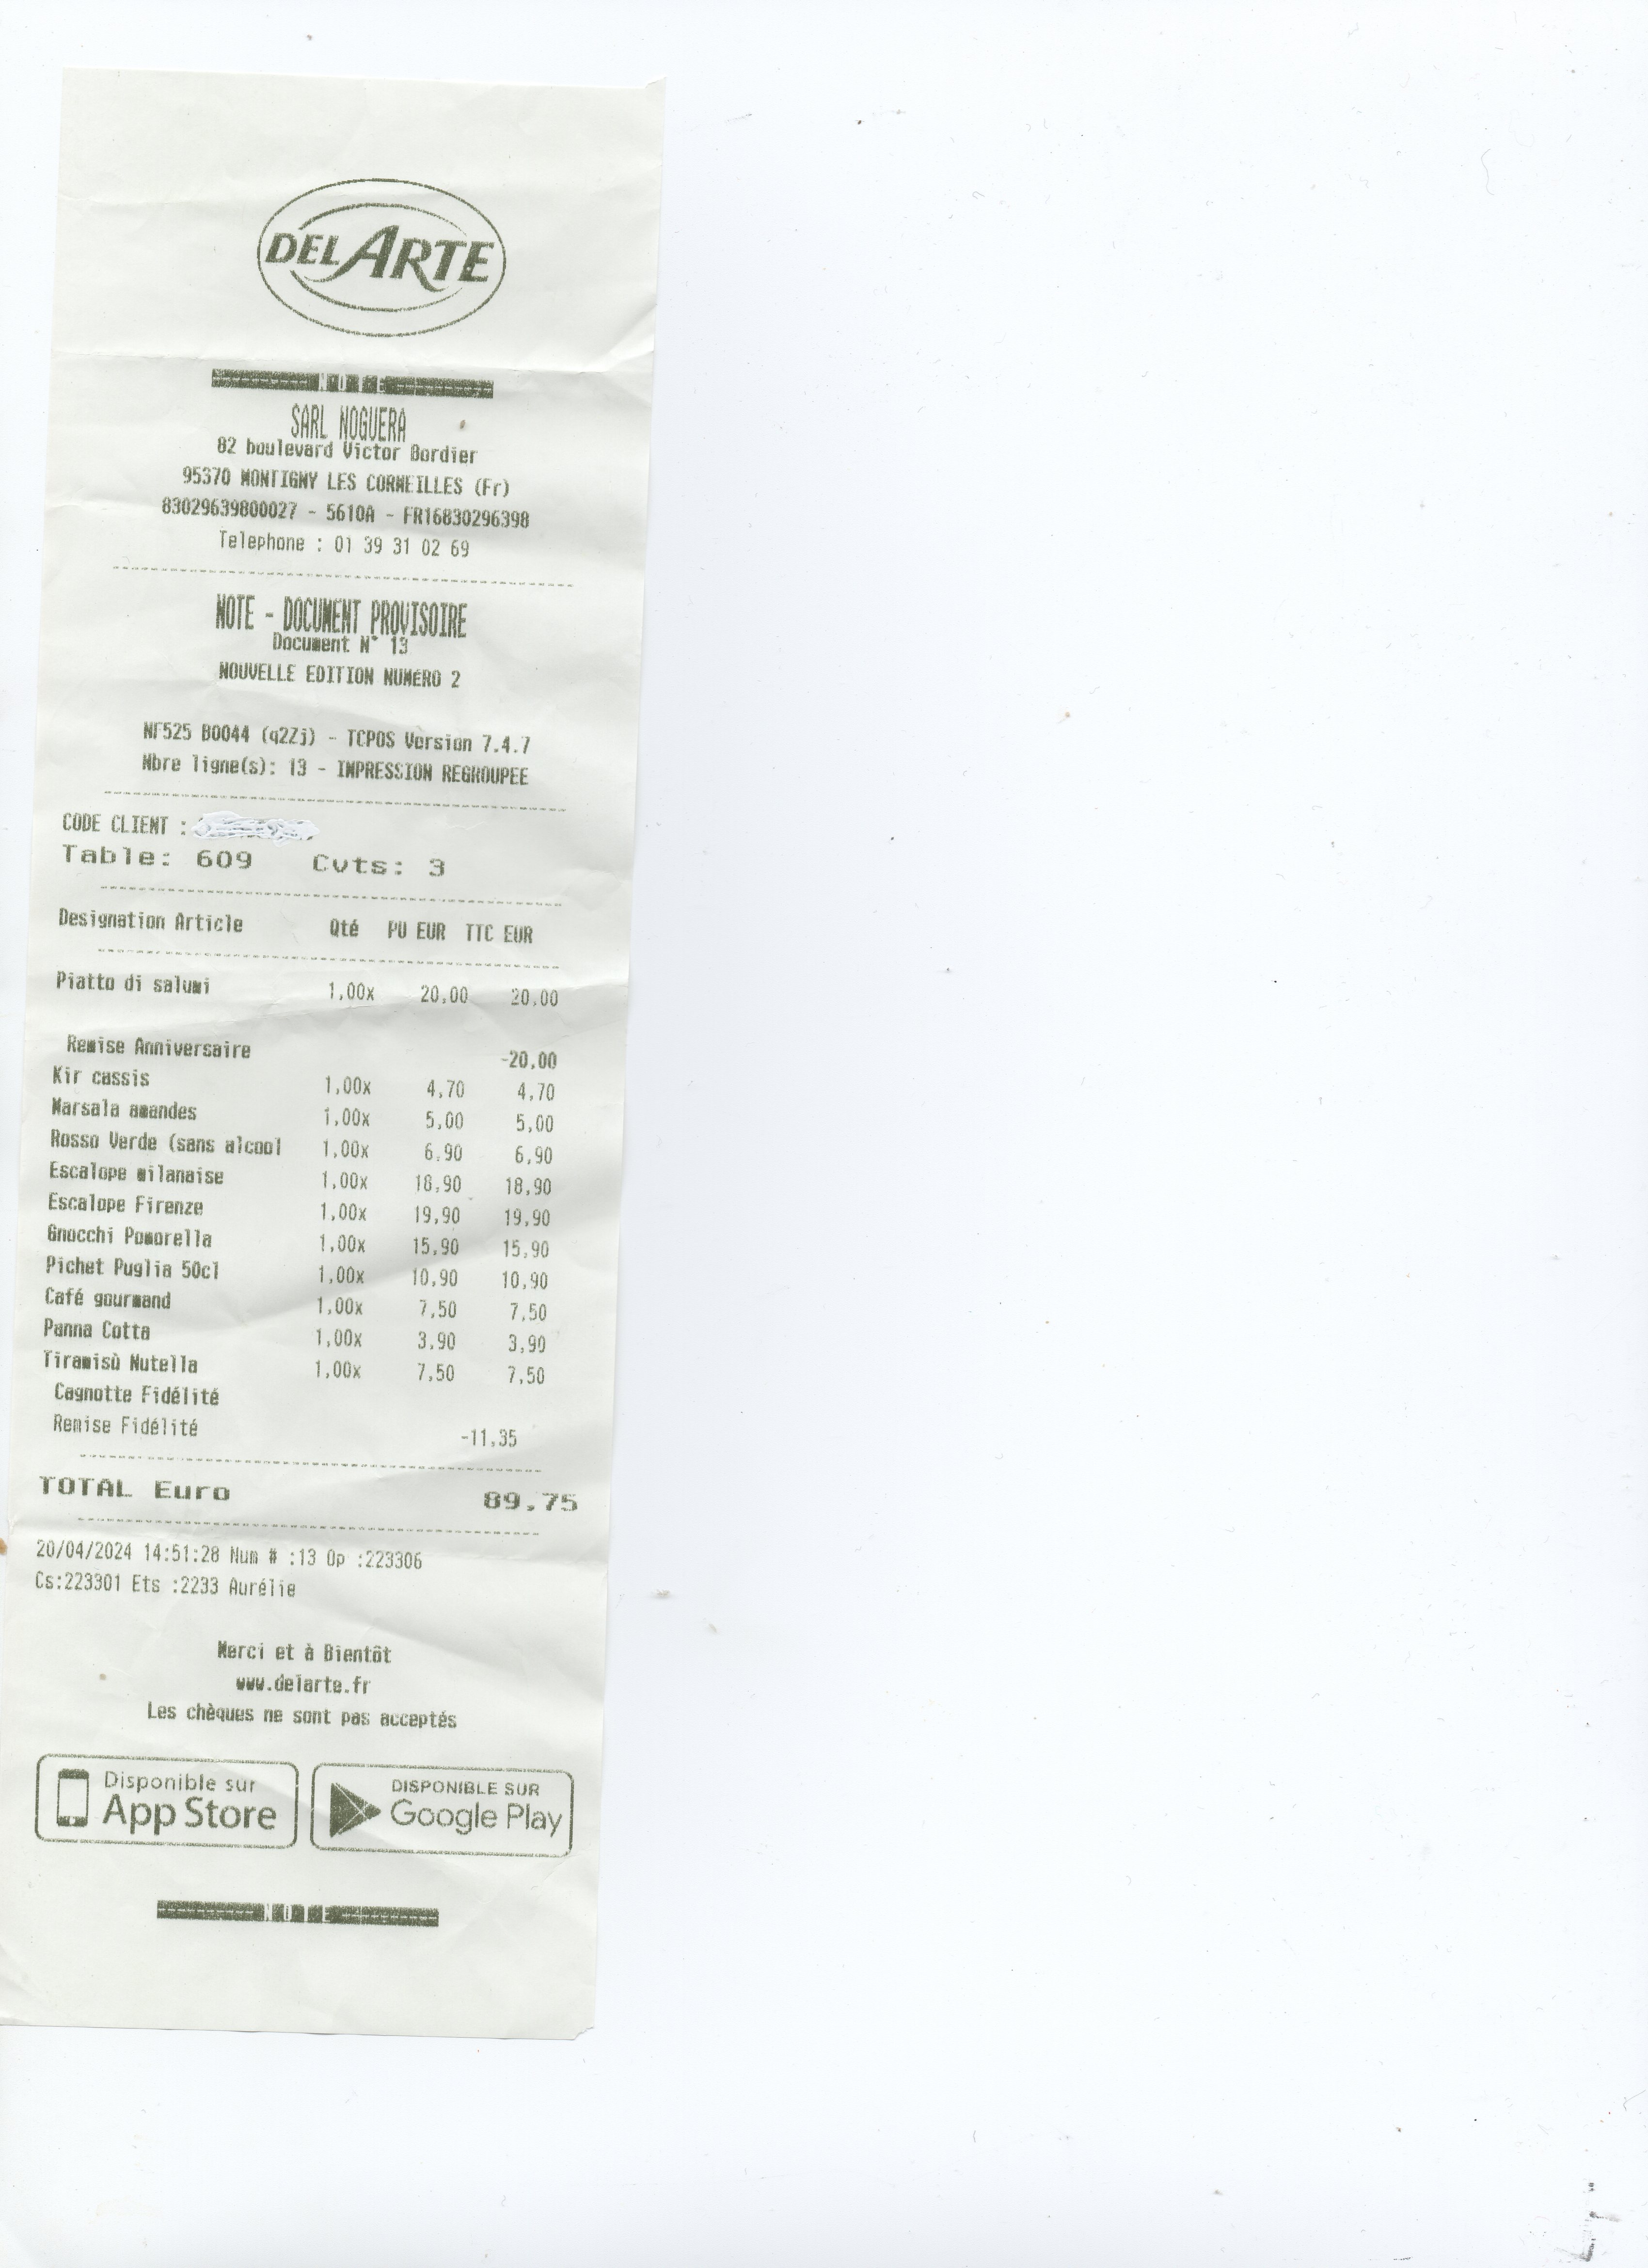 DEL ARTE
NOTE
SARL NOGUERA
82 boulevard Victor Bordier
95370 MONTIGNY LES CORMEILLES (Fr)
83029639800027 - 5610A - FR16830296398
Telephone : 01 39 31 02 69
NOTE - DOCUMENT PROVISOIRE
Document N° 13
NOUVELLE EDITION NUMERO 2
NF525 B0044 (q2Zj) - TCPOS Version 7.4.7
Nbre ligne(s): 13 - IMPRESSION REGROUPEE
CODE CLIENT :
Table: 609 Cvts: 3
Designation Article Qté PU EUR TTC EUR
Piatto di salumi 1,00x 20,00 20,00
Remise Anniversaire -20,00
Kir cassis 1,00x 4,70 4,70
Marsala amandes 1,00x 5,00 5,00
Rosso Verde (sans alcool 1,00x 6,90 6,90
Escalope milanaise 1,00x 18,90 18,90
Escalope Firenze 1,00x 19,90 19,90
Gnocchi Pomorella 1,00x 15,90 15,90
Pichet Puglia 50cl 1,00x 10,90 10,90
Café gourmand 1,00x 7,50 7,50
Panna Cotta 1,00x 3,90 3,90
Tiramisù Nutella 1,00x 7,50 7,50
Cagnotte Fidélité
Remise Fidélité -11,35
TOTAL Euro 89,75
20/04/2024 14:51:28 Num # :13 Op :223306
Cs:223301 Ets :2233 Aurélie
Merci et à Bientôt
www.delarte.fr
Les chèques ne sont pas acceptés
Disponible sur App Store
DISPONIBLE SUR Google Play
NOTE